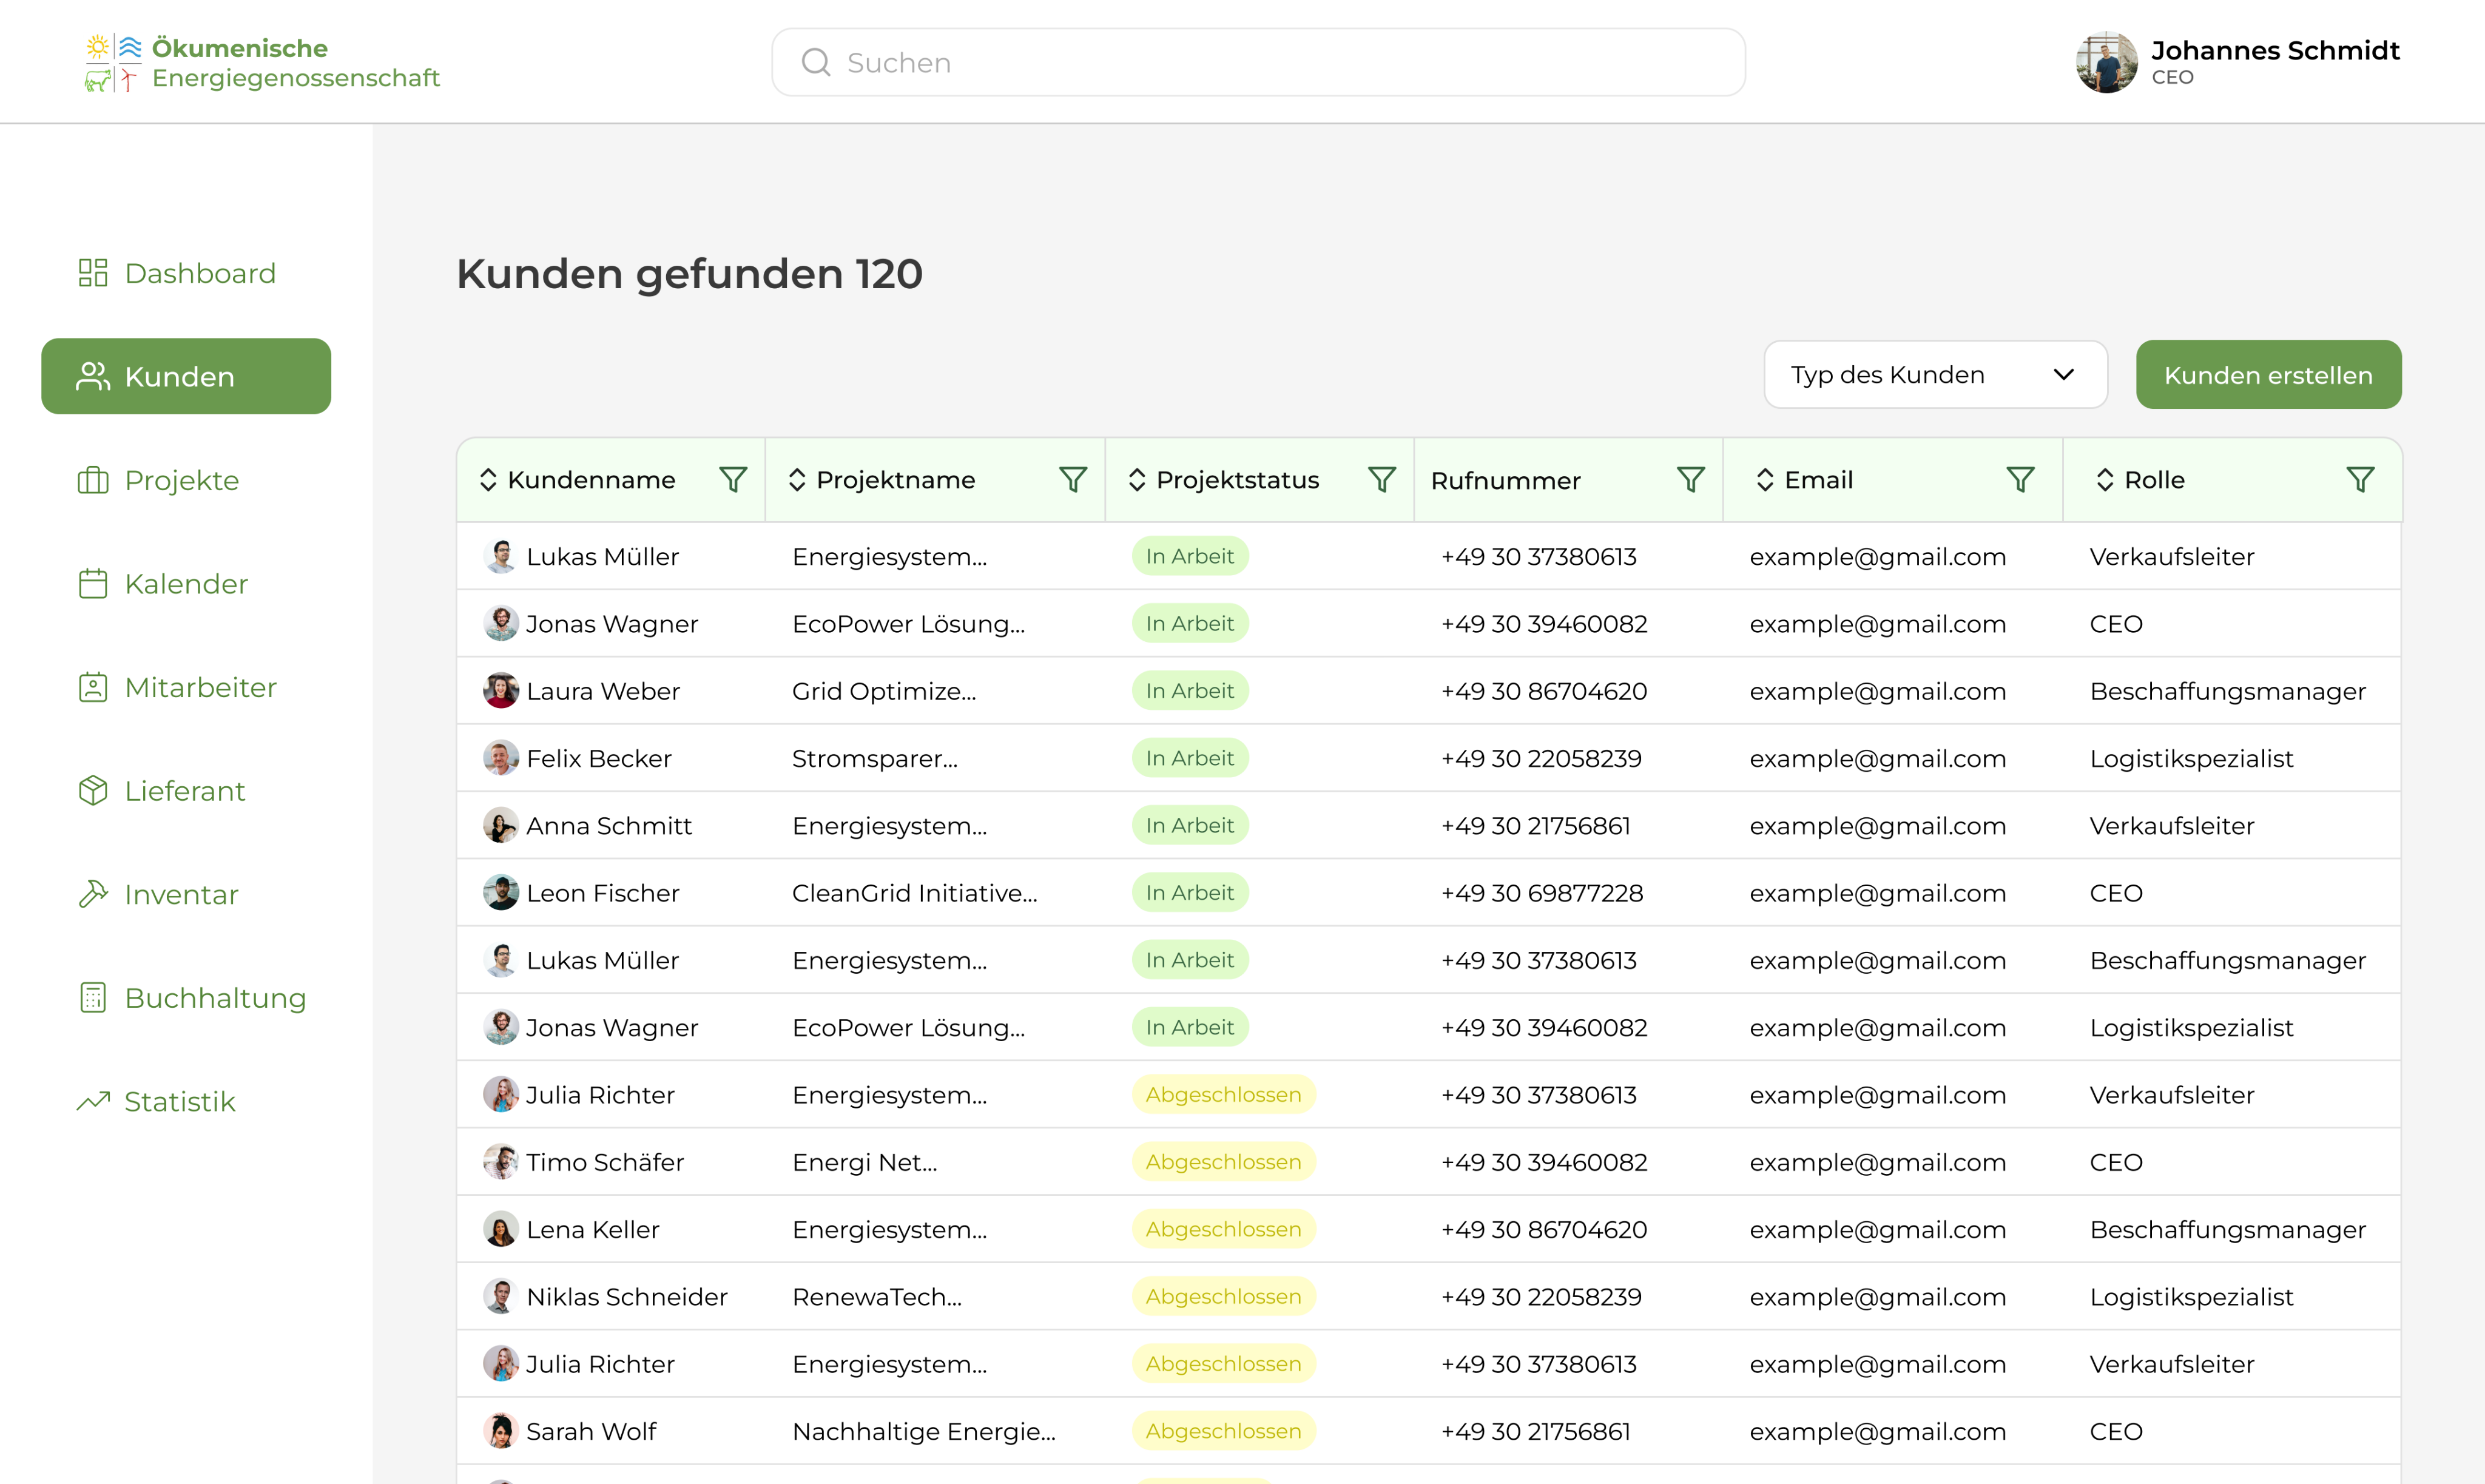 Ökumenische
Energiegenossenschaft
Suchen
Johannes Schmidt
CEO
Dashboard
Kunden
Projekte
Kalender
Mitarbeiter
Lieferant
Inventar
Buchhaltung
Statistik
Kunden gefunden 120
Typ des Kunden
Kunden erstellen
Kundenname Projektname Projektstatus Rufnummer Email Rolle
Lukas Müller Energiesystem... In Arbeit +49 30 37380613 example@gmail.com Verkaufsleiter
Jonas Wagner EcoPower Lösung... In Arbeit +49 30 39460082 example@gmail.com CEO
Laura Weber Grid Optimize... In Arbeit +49 30 86704620 example@gmail.com Beschaffungsmanager
Felix Becker Stromsparer... In Arbeit +49 30 22058239 example@gmail.com Logistikspezialist
Anna Schmitt Energiesystem... In Arbeit +49 30 21756861 example@gmail.com Verkaufsleiter
Leon Fischer CleanGrid Initiative... In Arbeit +49 30 69877228 example@gmail.com CEO
Lukas Müller Energiesystem... In Arbeit +49 30 37380613 example@gmail.com Beschaffungsmanager
Jonas Wagner EcoPower Lösung... In Arbeit +49 30 39460082 example@gmail.com Logistikspezialist
Julia Richter Energiesystem... Abgeschlossen +49 30 37380613 example@gmail.com Verkaufsleiter
Timo Schäfer Energi Net... Abgeschlossen +49 30 39460082 example@gmail.com CEO
Lena Keller Energiesystem... Abgeschlossen +49 30 86704620 example@gmail.com Beschaffungsmanager
Niklas Schneider RenewaTech... Abgeschlossen +49 30 22058239 example@gmail.com Logistikspezialist
Julia Richter Energiesystem... Abgeschlossen +49 30 37380613 example@gmail.com Verkaufsleiter
Sarah Wolf Nachhaltige Energie... Abgeschlossen +49 30 21756861 example@gmail.com CEO